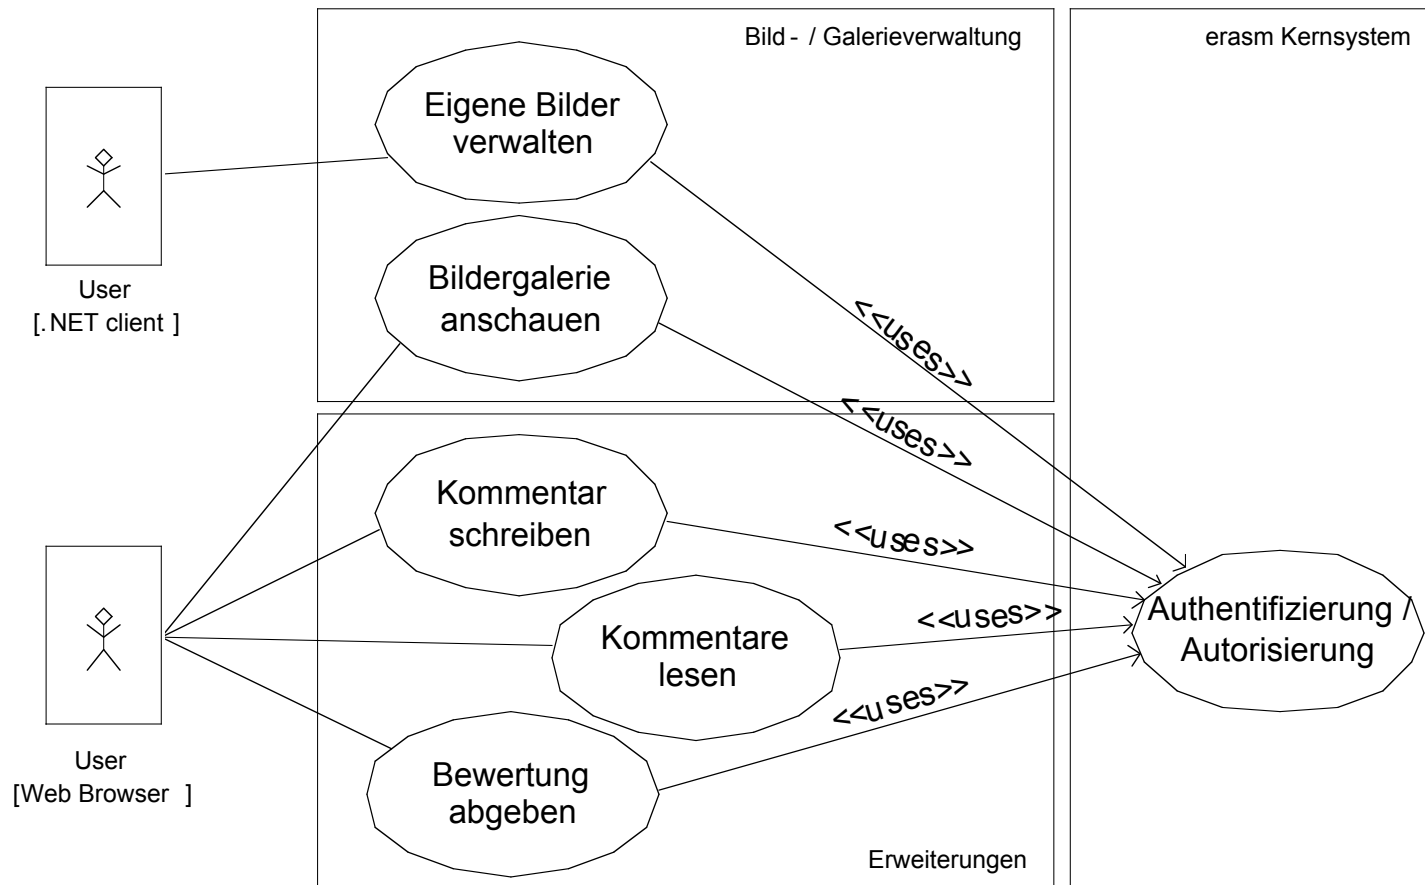 Bild - / Galerieverwaltung
erasm Kernsystem
Eigene Bilder
verwalten
User
[.NET client ]
Bildergalerie
anschauen
<<uses>>
<<uses>>
Kommentar
schreiben
<<uses>>
Kommentare
lesen
<<uses>>
Authentifizierung /
Autorisierung
User
[Web Browser ]
Bewertung
abgeben
<<uses>>
Erweiterungen